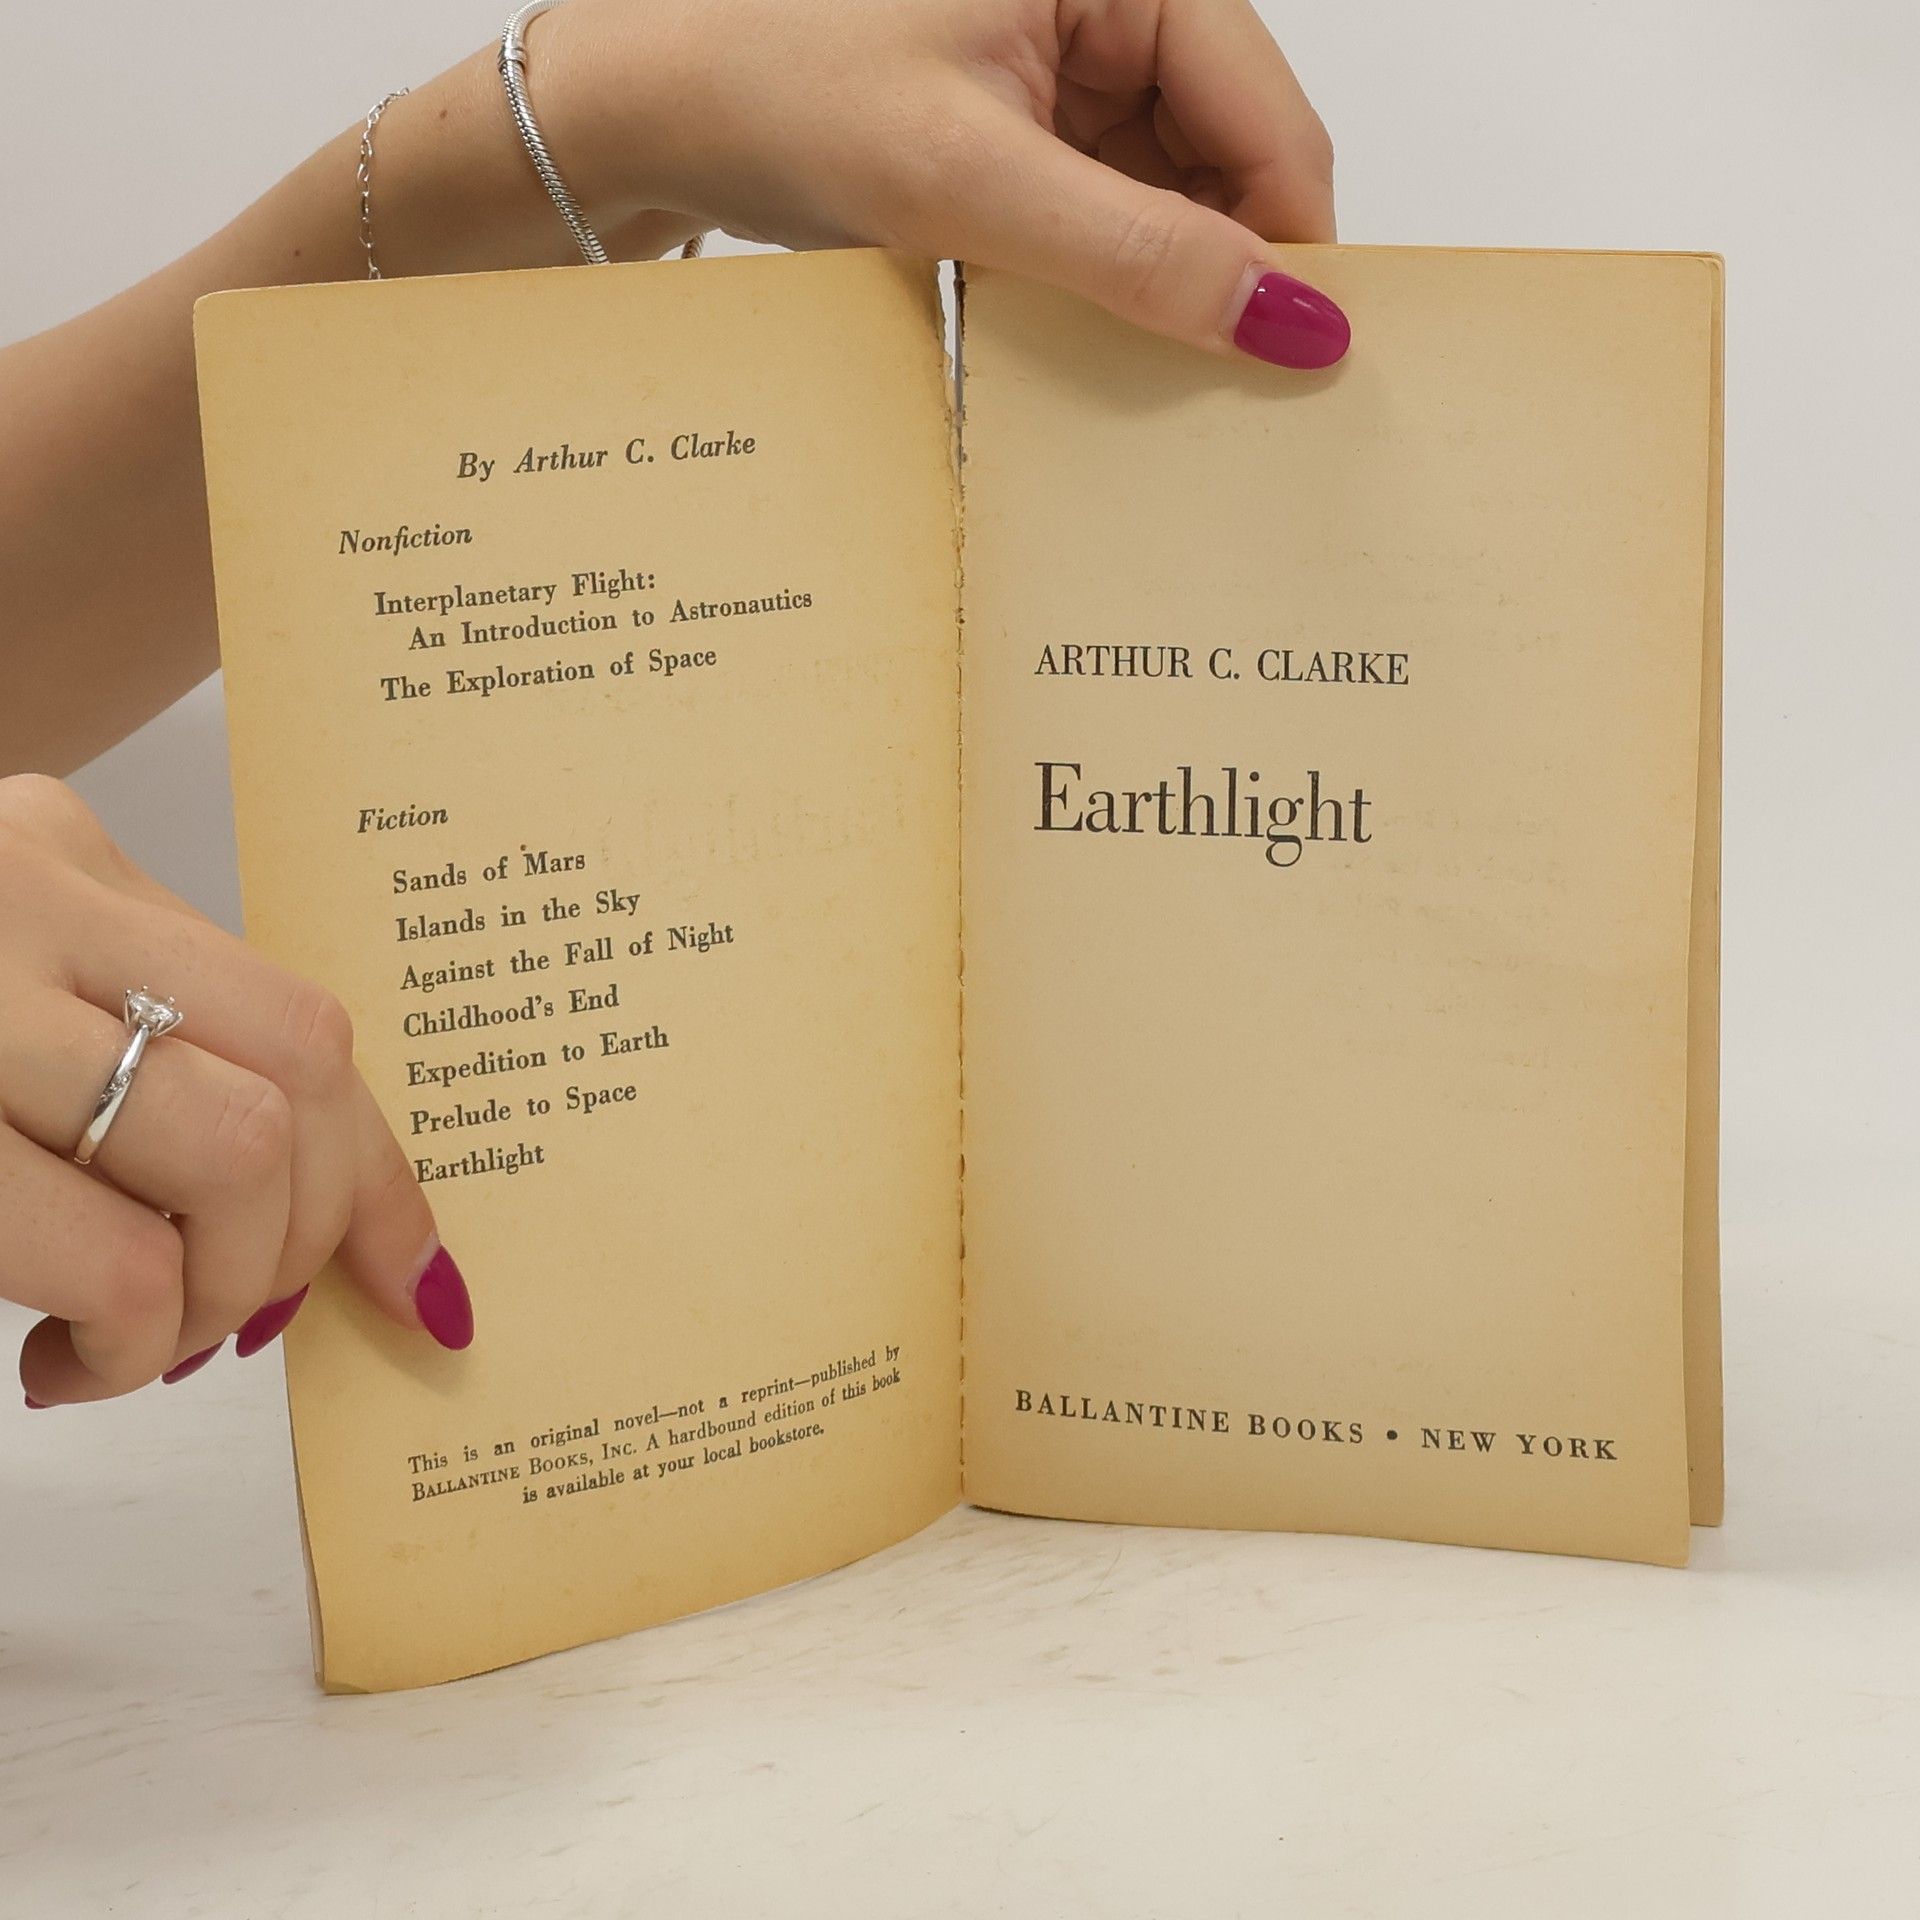 By Arthur C. Clarke
Nonfiction
Interplanetary Flight:
An Introduction to Astronautics
The Exploration of Space
Fiction
Sands of Mars
Islands in the Sky
Against the Fall of Night
Childhood's End
Expedition to Earth
Prelude to Space
Earthlight
This is an original novel—not a reprint—published by
BALLANTINE BOOKS, INC. A hardbound edition of this book
is available at your local bookstore.
ARTHUR C. CLARKE
Earthlight
BALLANTINE BOOKS • NEW YORK